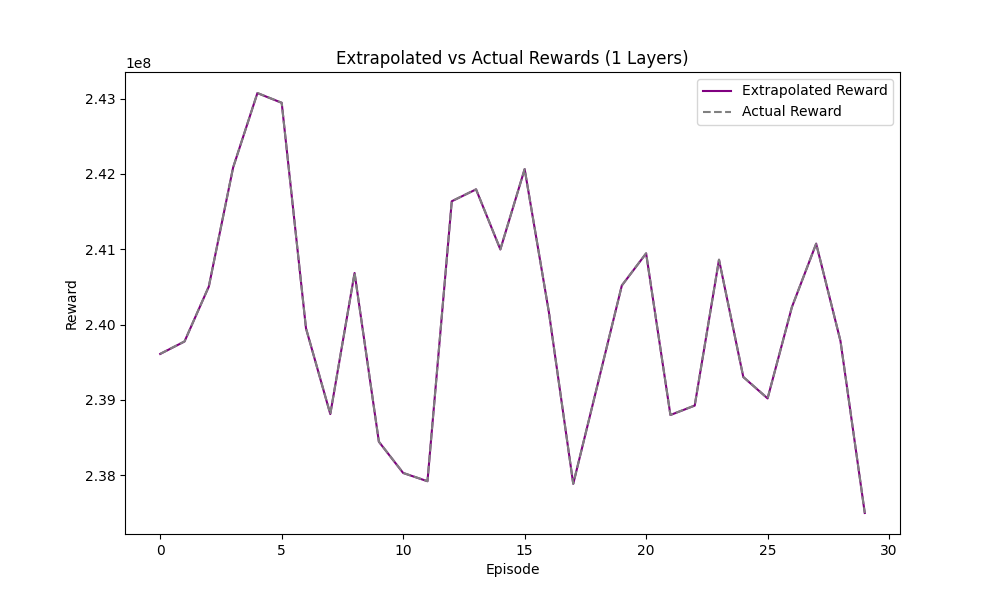 Extrapolated vs Actual Rewards (1 Layers)
1e8
Extrapolated Reward
Actual Reward
2.43
2.42
2.41
2.40
2.39
2.38
Reward
0 5 10 15 20 25 30
Episode